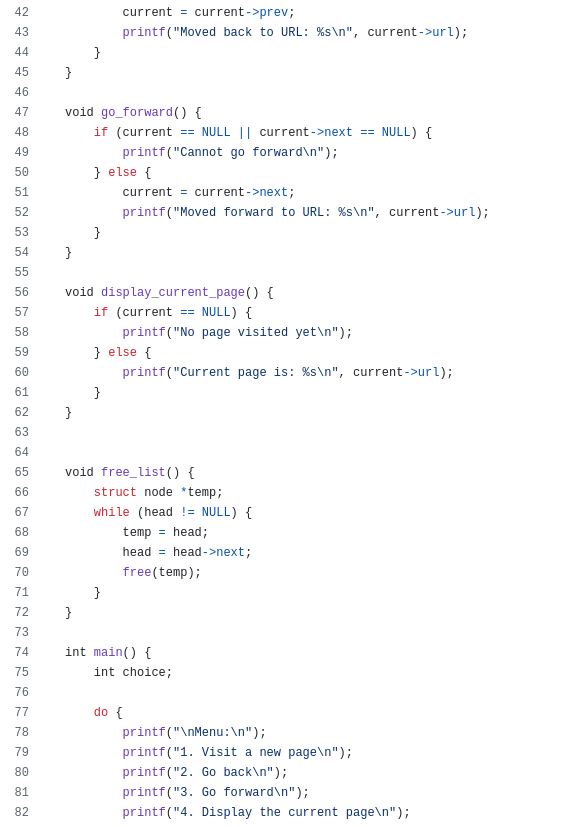 42             current = current->prev;
43             printf("Moved back to URL: %s\n", current->url);
44         }
45     }
46
47     void go_forward() {
48         if (current == NULL || current->next == NULL) {
49             printf("Cannot go forward\n");
50         } else {
51             current = current->next;
52             printf("Moved forward to URL: %s\n", current->url);
53         }
54     }
55
56     void display_current_page() {
57         if (current == NULL) {
58             printf("No page visited yet\n");
59         } else {
60             printf("Current page is: %s\n", current->url);
61         }
62     }
63
64
65     void free_list() {
66         struct node *temp;
67         while (head != NULL) {
68             temp = head;
69             head = head->next;
70             free(temp);
71         }
72     }
73
74     int main() {
75         int choice;
76
77         do {
78             printf("\nMenu:\n");
79             printf("1. Visit a new page\n");
80             printf("2. Go back\n");
81             printf("3. Go forward\n");
82             printf("4. Display the current page\n");